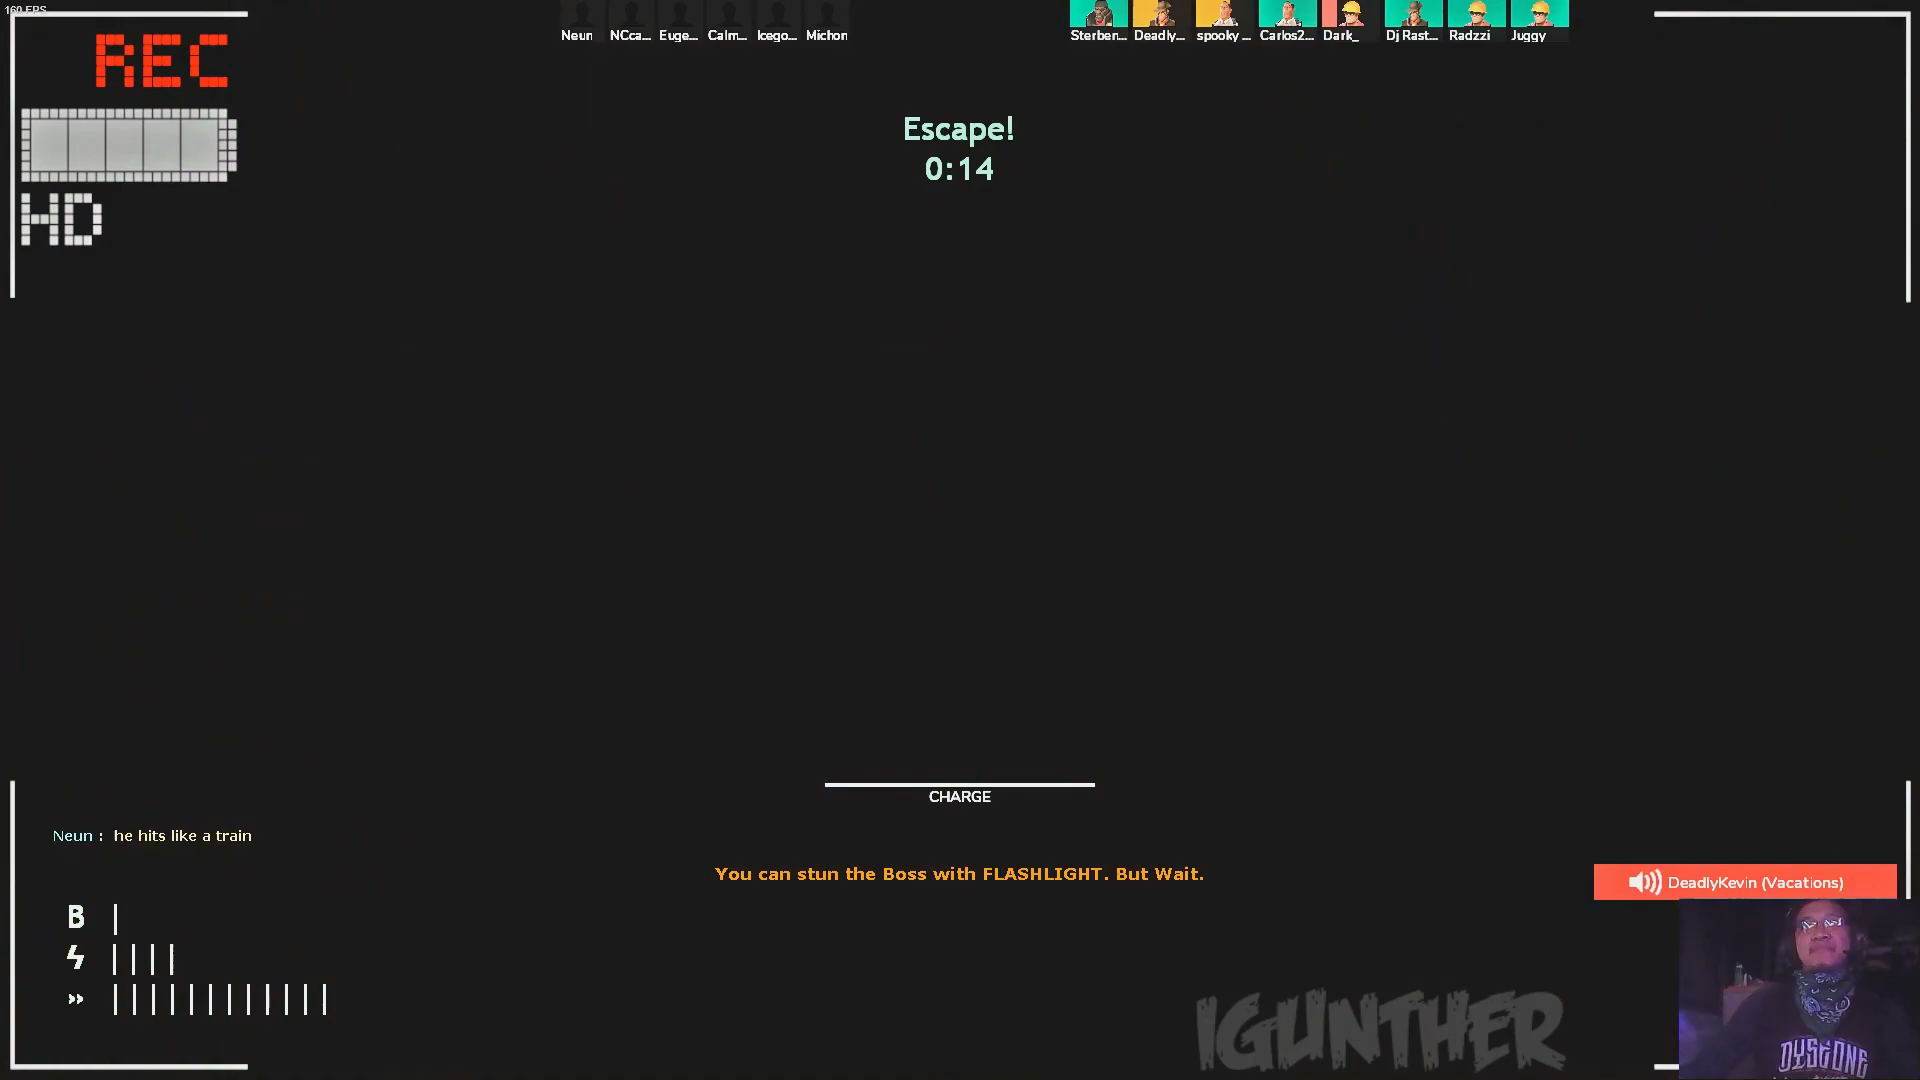 160 FPS
REC
HD
Neun NCca... Euge... Calm... Icego... Michon
Sterben... Deadly... spooky ... Carlos2... Dark_ Dj Rast... Radzzi Juggy
Escape!
0:14
CHARGE
Neun : he hits like a train
You can stun the Boss with FLASHLIGHT. But Wait.
DeadlyKevin (Vacations)
B
IGUNTHER
DYSEONE